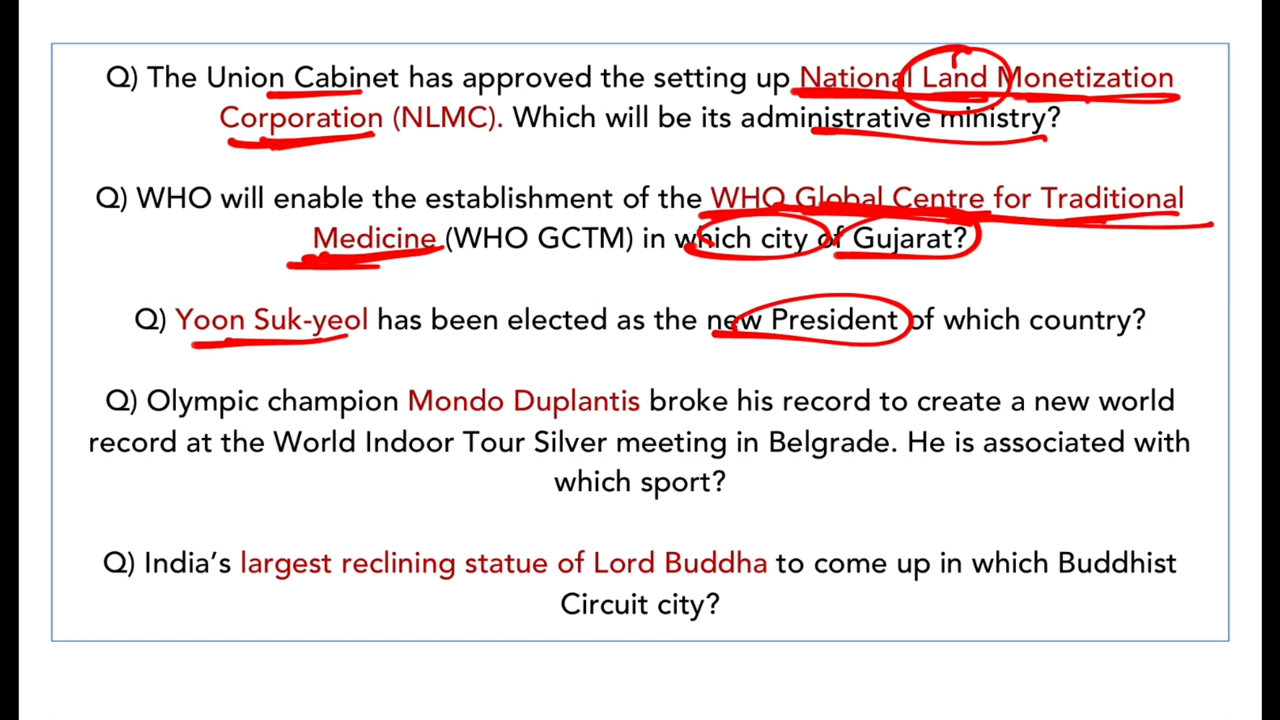 Q) The Union Cabinet has approved the setting up National Land Monetization
Corporation (NLMC). Which will be its administrative ministry?
Q) WHO will enable the establishment of the WHO Global Centre for Traditional
Medicine (WHO GCTM) in which city of Gujarat?
Q) Yoon Suk-yeol has been elected as the new President of which country?
Q) Olympic champion Mondo Duplantis broke his record to create a new world
record at the World Indoor Tour Silver meeting in Belgrade. He is associated with
which sport?
Q) India’s largest reclining statue of Lord Buddha to come up in which Buddhist
Circuit city?